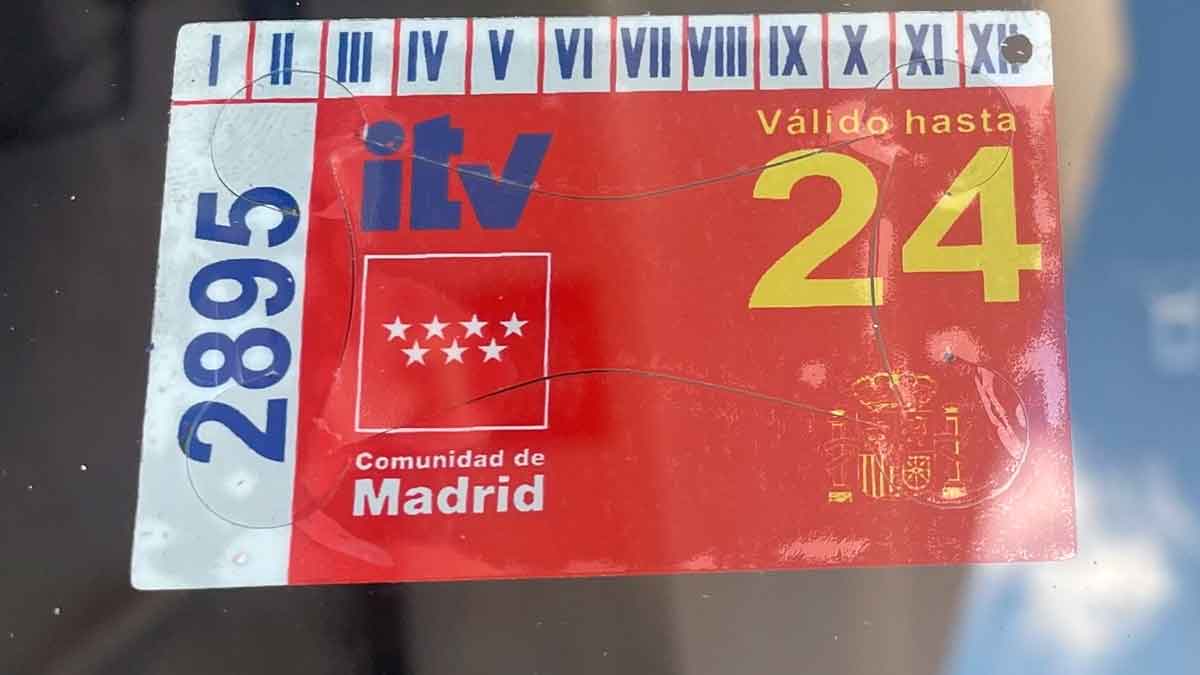 I II III IV V VI VII VIII IX X XI XII
itv
Válido hasta
24
2895
Comunidad de
Madrid